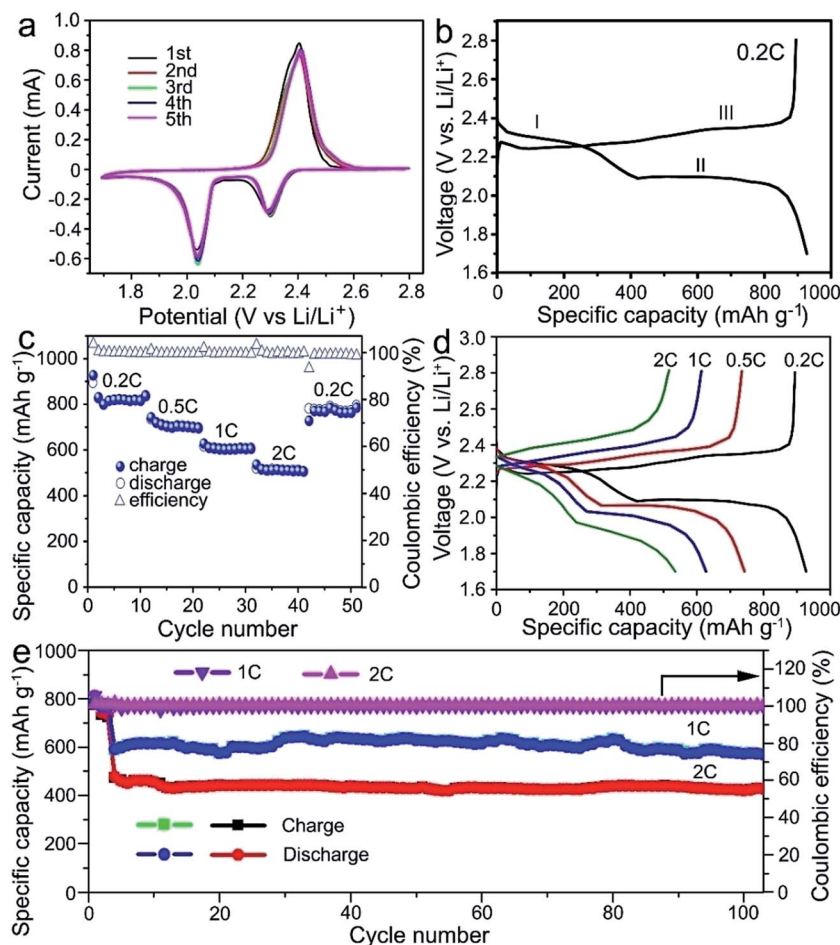 a
1.0
0.8
0.6
0.4
0.2
0.0
-0.2
-0.4
-0.6
Current (mA)
1st
2nd
3rd
4th
5th
1.8 2.0 2.2 2.4 2.6 2.8
Potential (V vs Li/Li⁺)
b
2.8
2.6
2.4
2.2
2.0
1.8
1.6
Voltage (V vs. Li/Li⁺)
0.2C
I
III
II
0 200 400 600 800 1000
Specific capacity (mAh g⁻¹)
c
1000
800
600
400
200
0
Specific capacity (mAh g⁻¹)
0.2C
0.5C
1C
2C
0.2C
charge
discharge
efficiency
100
80
60
40
20
0
Coulombic efficiency (%)
0 10 20 30 40 50
Cycle number
d
3.0
2.8
2.6
2.4
2.2
2.0
1.8
1.6
Voltage (V vs. Li/Li⁺)
2C 1C 0.5C 0.2C
0 200 400 600 800 1000
Specific capacity (mAh g⁻¹)
e
1000
800
600
400
200
0
Specific capacity (mAh g⁻¹)
1C 2C
1C
2C
Charge
Discharge
120
100
80
60
40
20
0
Coulombic efficiency (%)
0 20 40 60 80 100
Cycle number